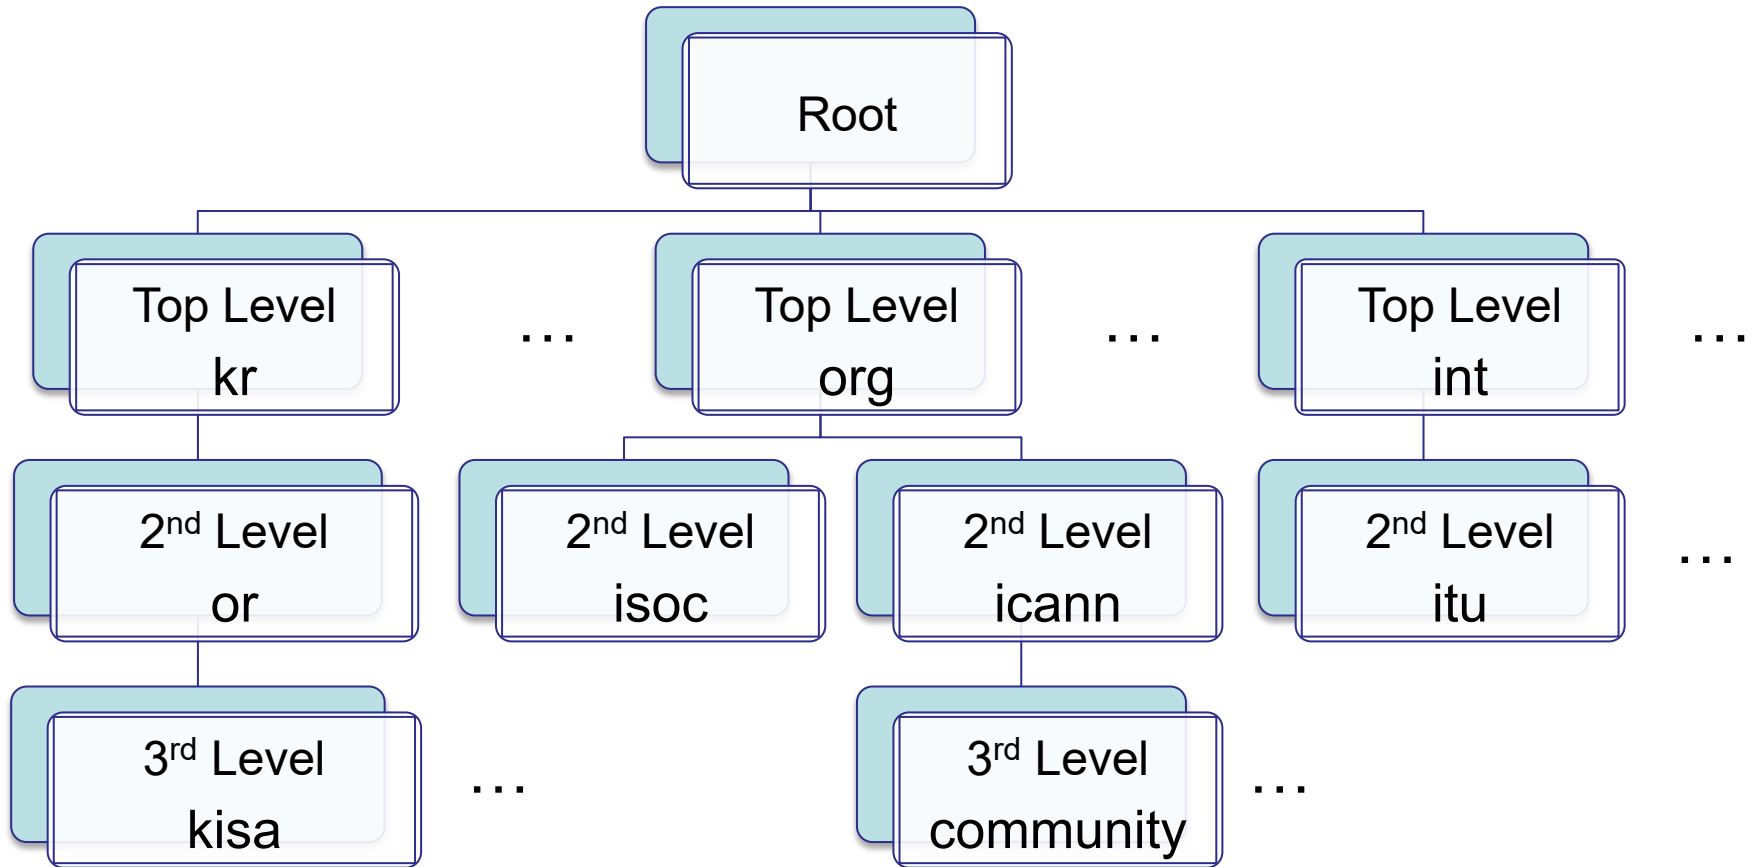 Root
Top Level
kr
…
Top Level
org
…
Top Level
int
…
2nd Level
or
2nd Level
isoc
2nd Level
icann
2nd Level
itu
…
3rd Level
kisa
…
3rd Level
community
…